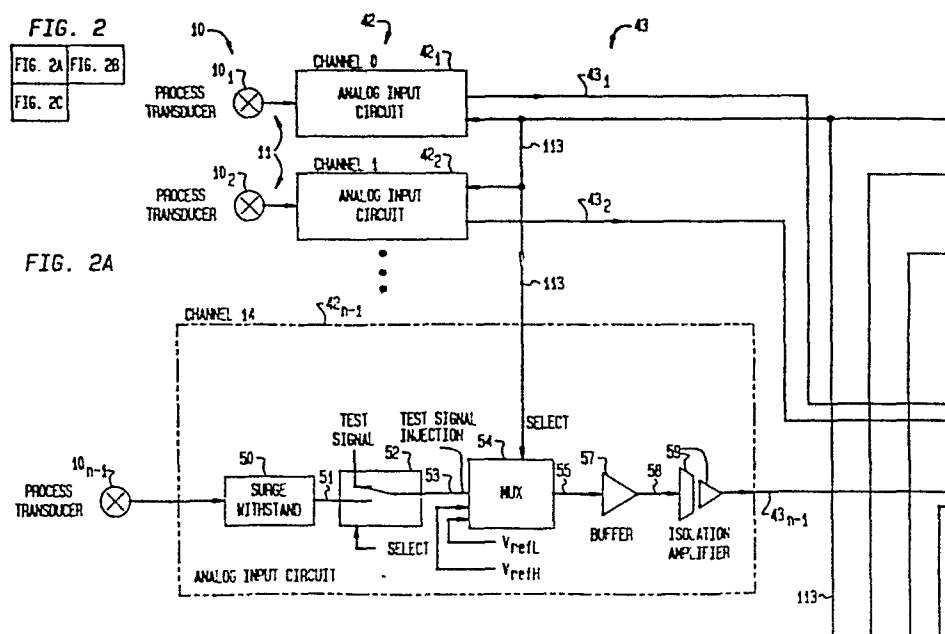 FIG. 2
FIG. 2A FIG. 2B
FIG. 2C
10
42
43
CHANNEL 0
42₁
10₁
PROCESS
TRANSDUCER
ANALOG INPUT
CIRCUIT
43₁
11
113
CHANNEL 1
42₂
10₂
PROCESS
TRANSDUCER
ANALOG INPUT
CIRCUIT
43₂
FIG. 2A
113
CHANNEL 14
42n-1
TEST
SIGNAL
TEST SIGNAL
INJECTION
SELECT
10n-1
PROCESS
TRANSDUCER
50
SURGE
WITHSTAND
51
52
53
54
MUX
55
57
BUFFER
58
59
ISOLATION
AMPLIFIER
43n-1
SELECT
VrefL
VrefH
ANALOG INPUT CIRCUIT
113